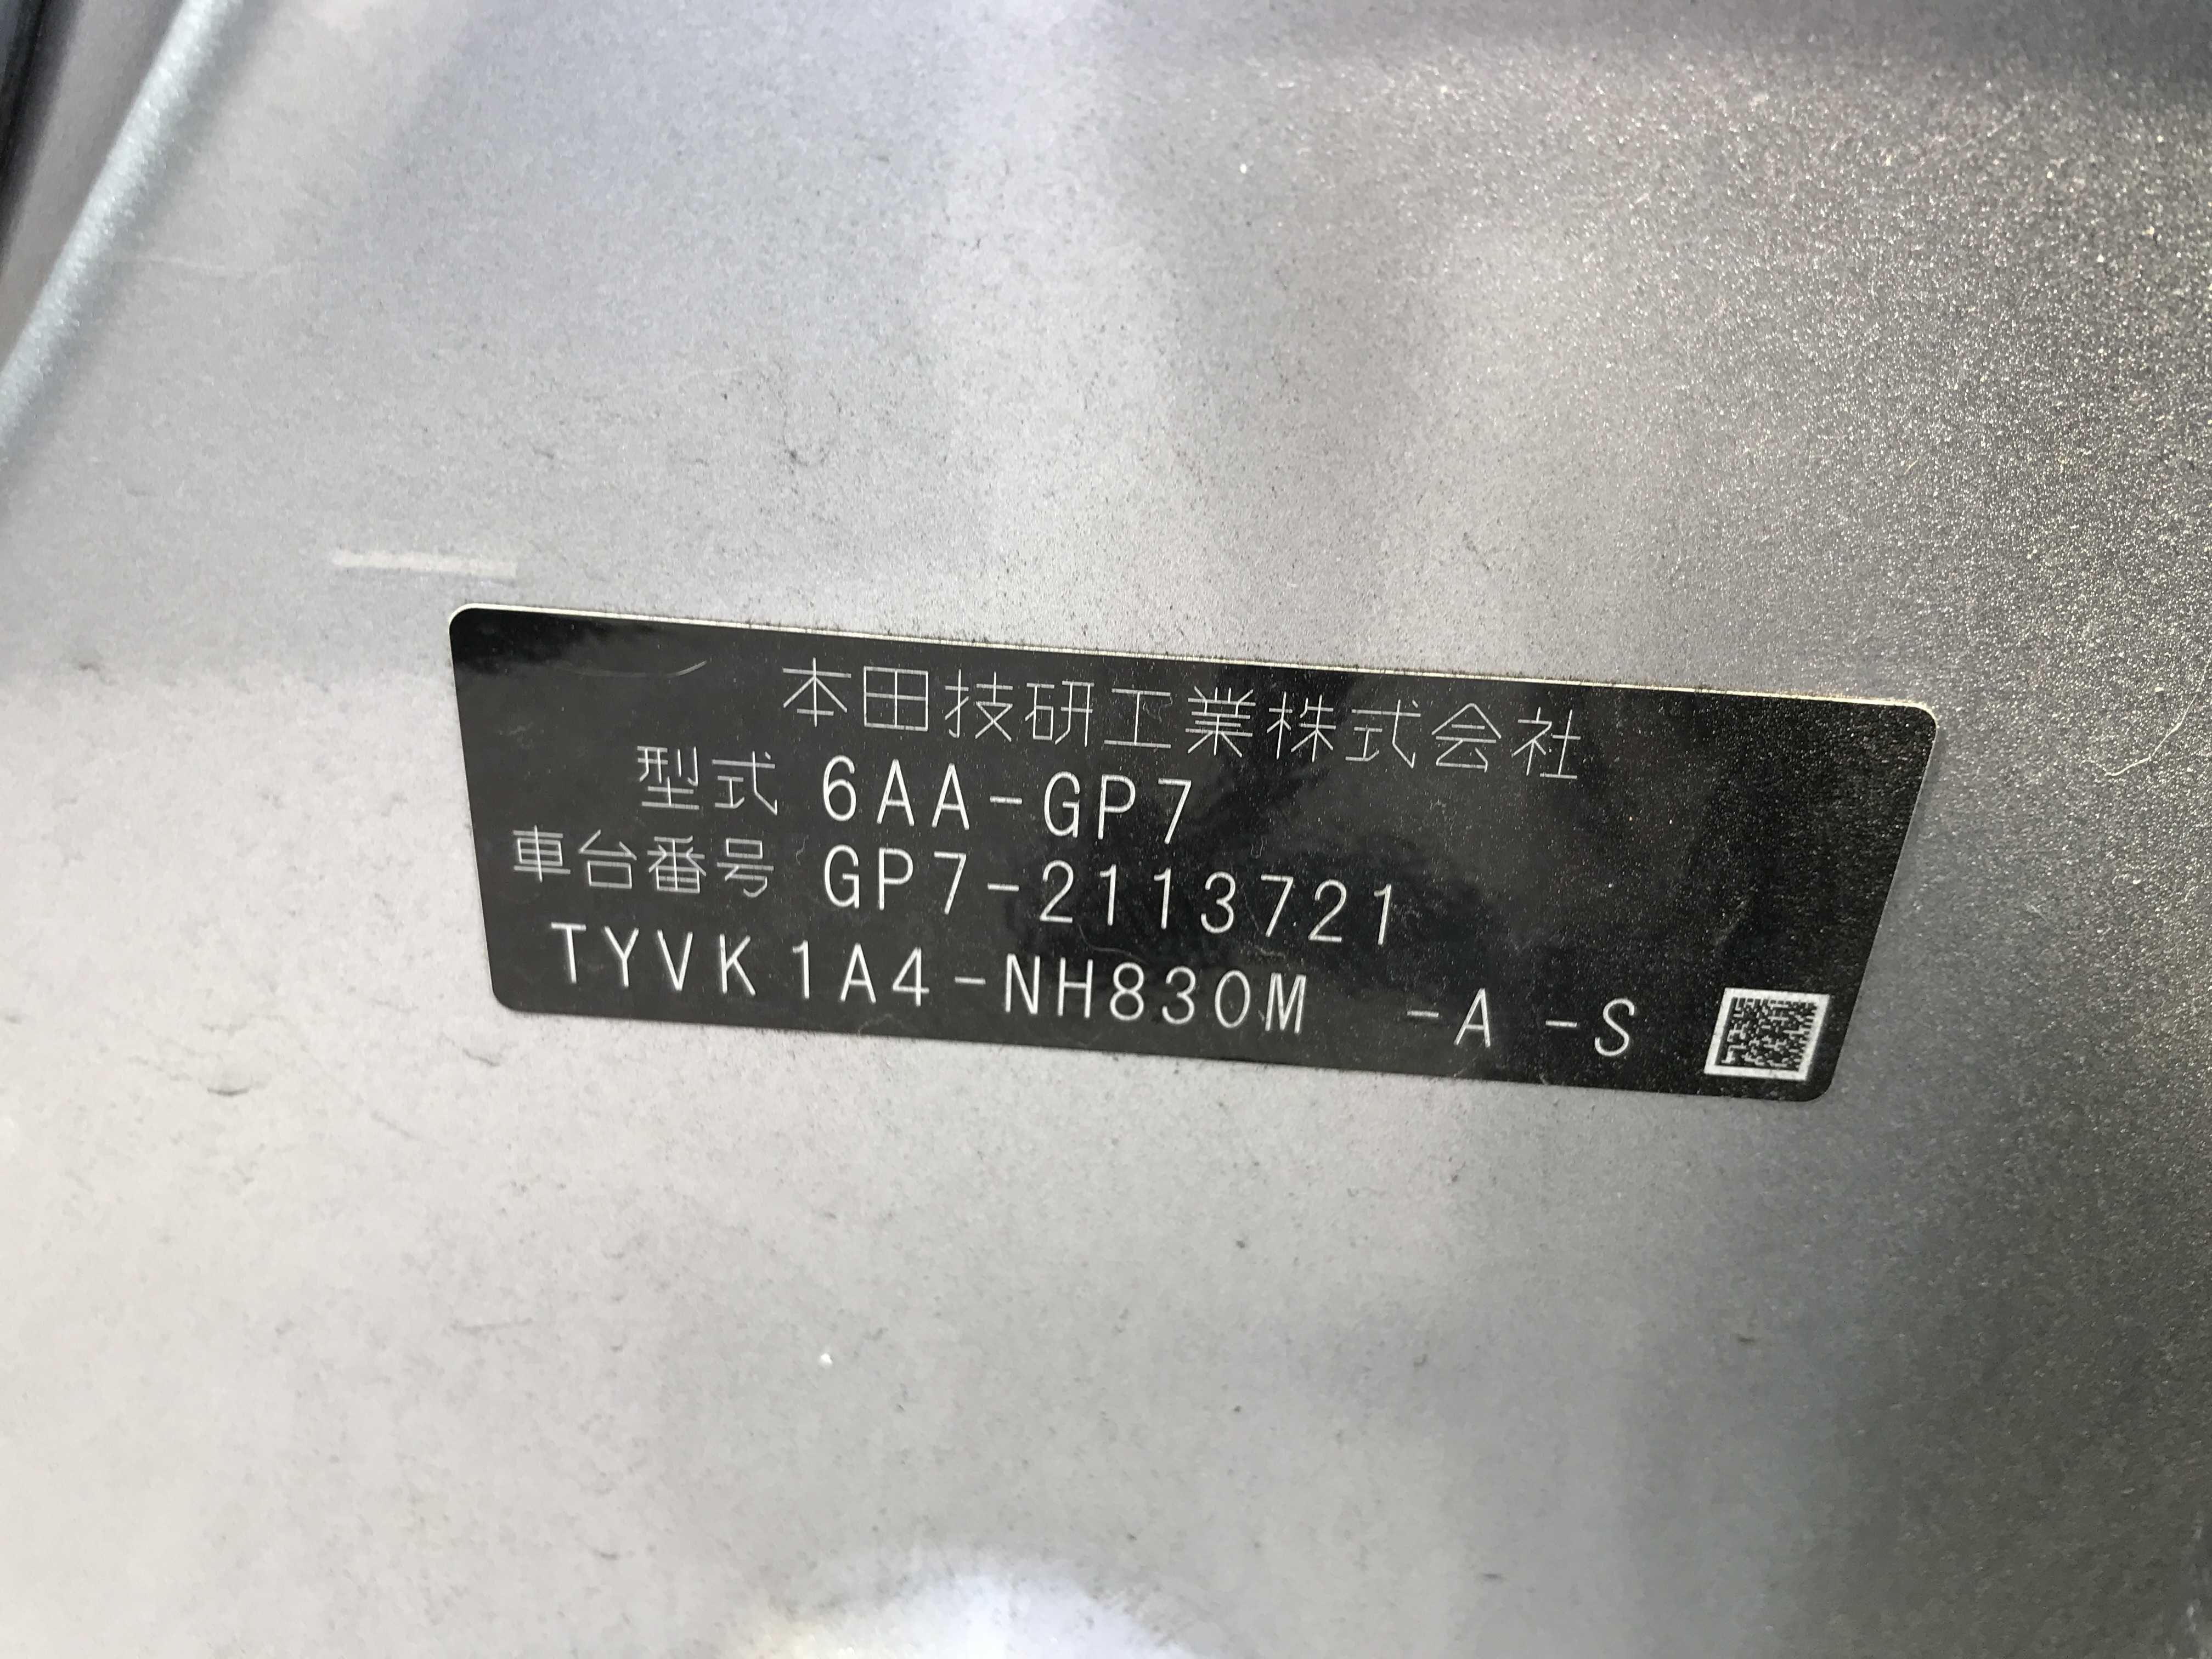 本田技研工業株式会社
型式 6AA-GP7
車台番号 GP7-2113721
TYVK1A4-NH830M -A -S